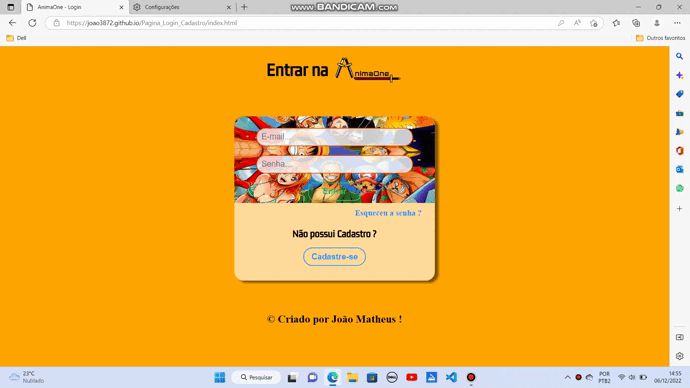 AnimaOne - Login
Configurações
www.BANDICAM.com
https://joao3872.github.io/Pagina_Login_Cadastro/index.html
Dell
Outros favoritos
Entrar na AnimaOne
E-mail...
Senha...
Entrar
Esqueceu a senha ?
Não possui Cadastro ?
Cadastre-se
© Criado por João Matheus !
23°C
Nublado
Pesquisar
POR
PTB2
14:55
06/12/2022